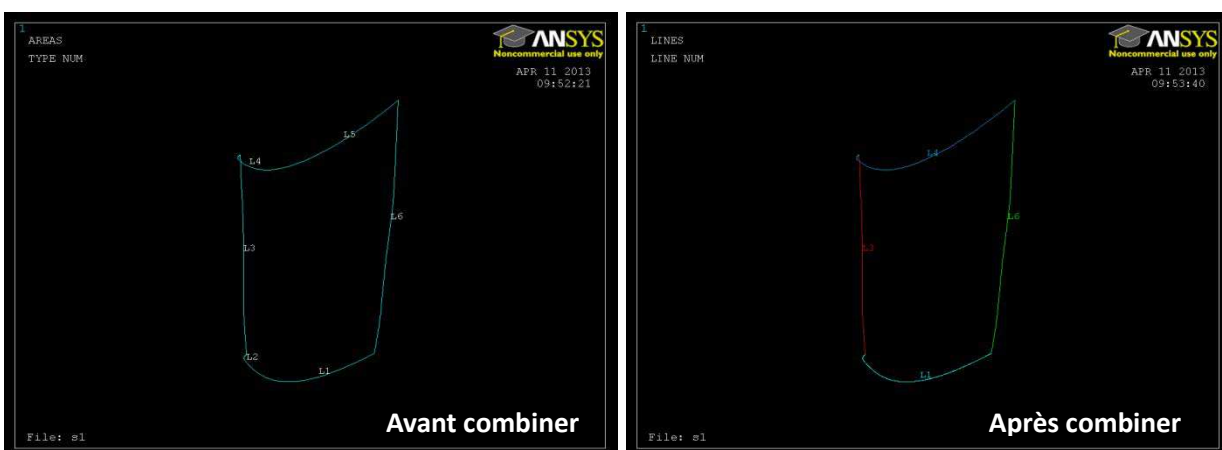 1
AREAS
TYPE NUM
ANSYS
Noncommercial use only
APR 11 2013
09:52:21
L5
L4
L6
L3
L2
L1
Avant combiner
File: s1
1
LINES
LINE NUM
ANSYS
Noncommercial use only
APR 11 2013
09:53:40
L4
L6
L3
L1
Après combiner
File: s1